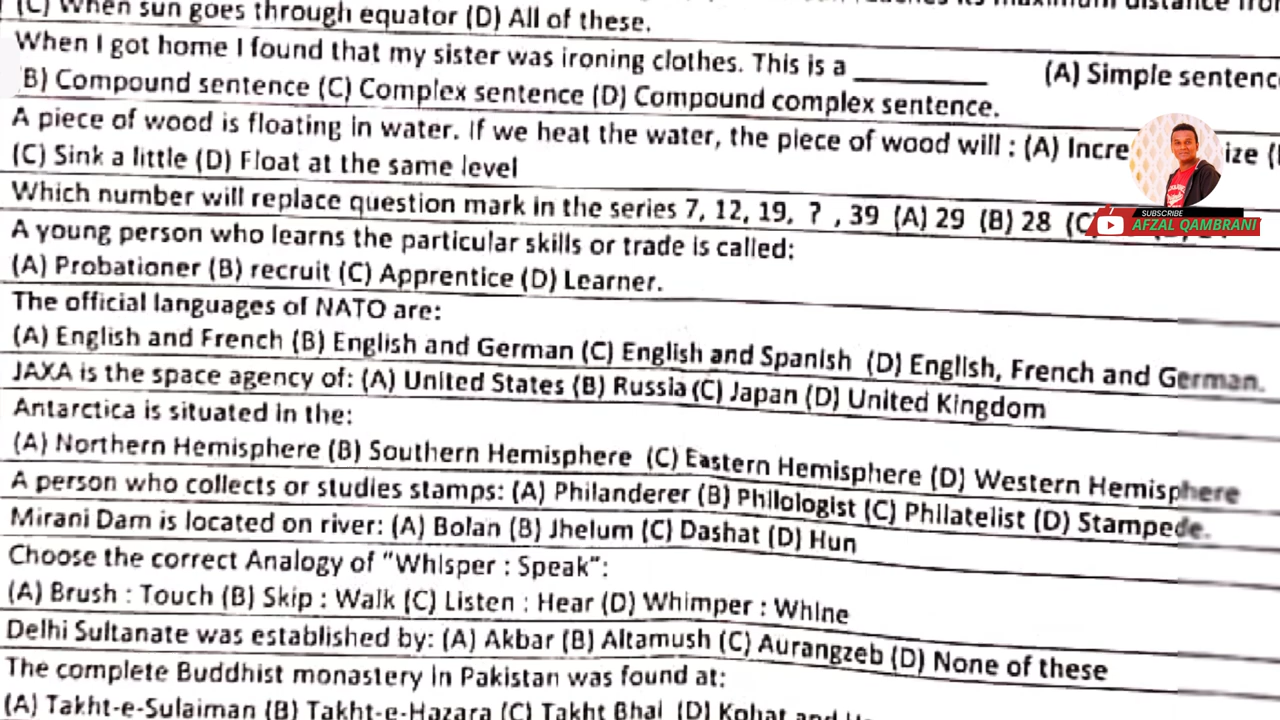 (C) When sun goes through equator (D) All of these.
When I got home I found that my sister was ironing clothes. This is a __________ (A) Simple sentence
B) Compound sentence (C) Complex sentence (D) Compound complex sentence.
A piece of wood is floating in water. If we heat the water, the piece of wood will : (A) Incre ize
(C) Sink a little (D) Float at the same level
Which number will replace question mark in the series 7, 12, 19, ? , 39 (A) 29 (B) 28 (C)
SUBSCRIBE
AFZAL QAMBRANI
A young person who learns the particular skills or trade is called:
(A) Probationer (B) recruit (C) Apprentice (D) Learner.
The official languages of NATO are:
(A) English and French (B) English and German (C) English and Spanish (D) English, French and German.
JAXA is the space agency of: (A) United States (B) Russia (C) Japan (D) United Kingdom
Antarctica is situated in the:
(A) Northern Hemisphere (B) Southern Hemisphere (C) Eastern Hemisphere (D) Western Hemisphere
A person who collects or studies stamps: (A) Philanderer (B) Philologist (C) Philatelist (D) Stampede.
Mirani Dam is located on river: (A) Bolan (B) Jhelum (C) Dashat (D) Hun
Choose the correct Analogy of "Whisper : Speak":
(A) Brush : Touch (B) Skip : Walk (C) Listen : Hear (D) Whimper : Whine
Delhi Sultanate was established by: (A) Akbar (B) Altamush (C) Aurangzeb (D) None of these
The complete Buddhist monastery in Pakistan was found at:
(A) Takht-e-Sulaiman (B) Takht-e-Hazara (C) Takht Bhai (D) Kohat and